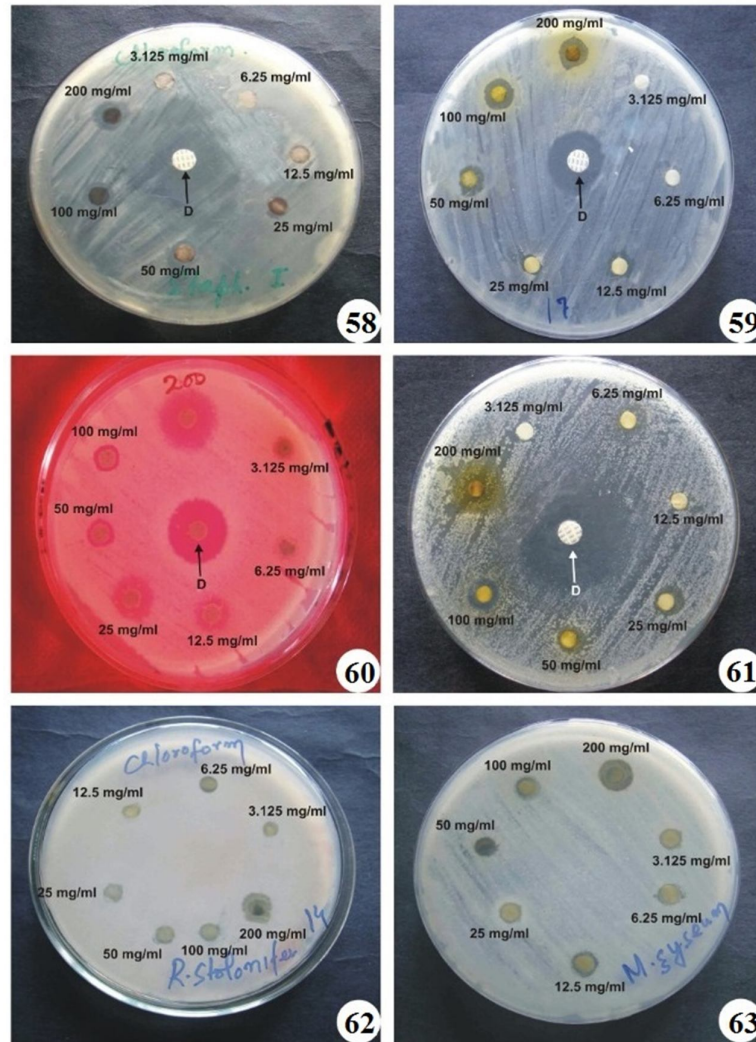 Chloroform.
3.125 mg/ml
6.25 mg/ml
200 mg/ml
12.5 mg/ml
D
100 mg/ml
25 mg/ml
50 mg/ml
I
58
200 mg/ml
3.125 mg/ml
100 mg/ml
50 mg/ml
6.25 mg/ml
D
25 mg/ml
12.5 mg/ml
17
59
200
100 mg/ml
3.125 mg/ml
50 mg/ml
D
6.25 mg/ml
25 mg/ml
12.5 mg/ml
60
6.25 mg/ml
3.125 mg/ml
200 mg/ml
12.5 mg/ml
D
100 mg/ml
25 mg/ml
50 mg/ml
61
Chloroform
6.25 mg/ml
12.5 mg/ml
3.125 mg/ml
25 mg/ml
200 mg/ml
14
50 mg/ml
100 mg/ml
R. Stolonifer
62
200 mg/ml
100 mg/ml
50 mg/ml
3.125 mg/ml
6.25 mg/ml
25 mg/ml
12.5 mg/ml
M. gyseum
63